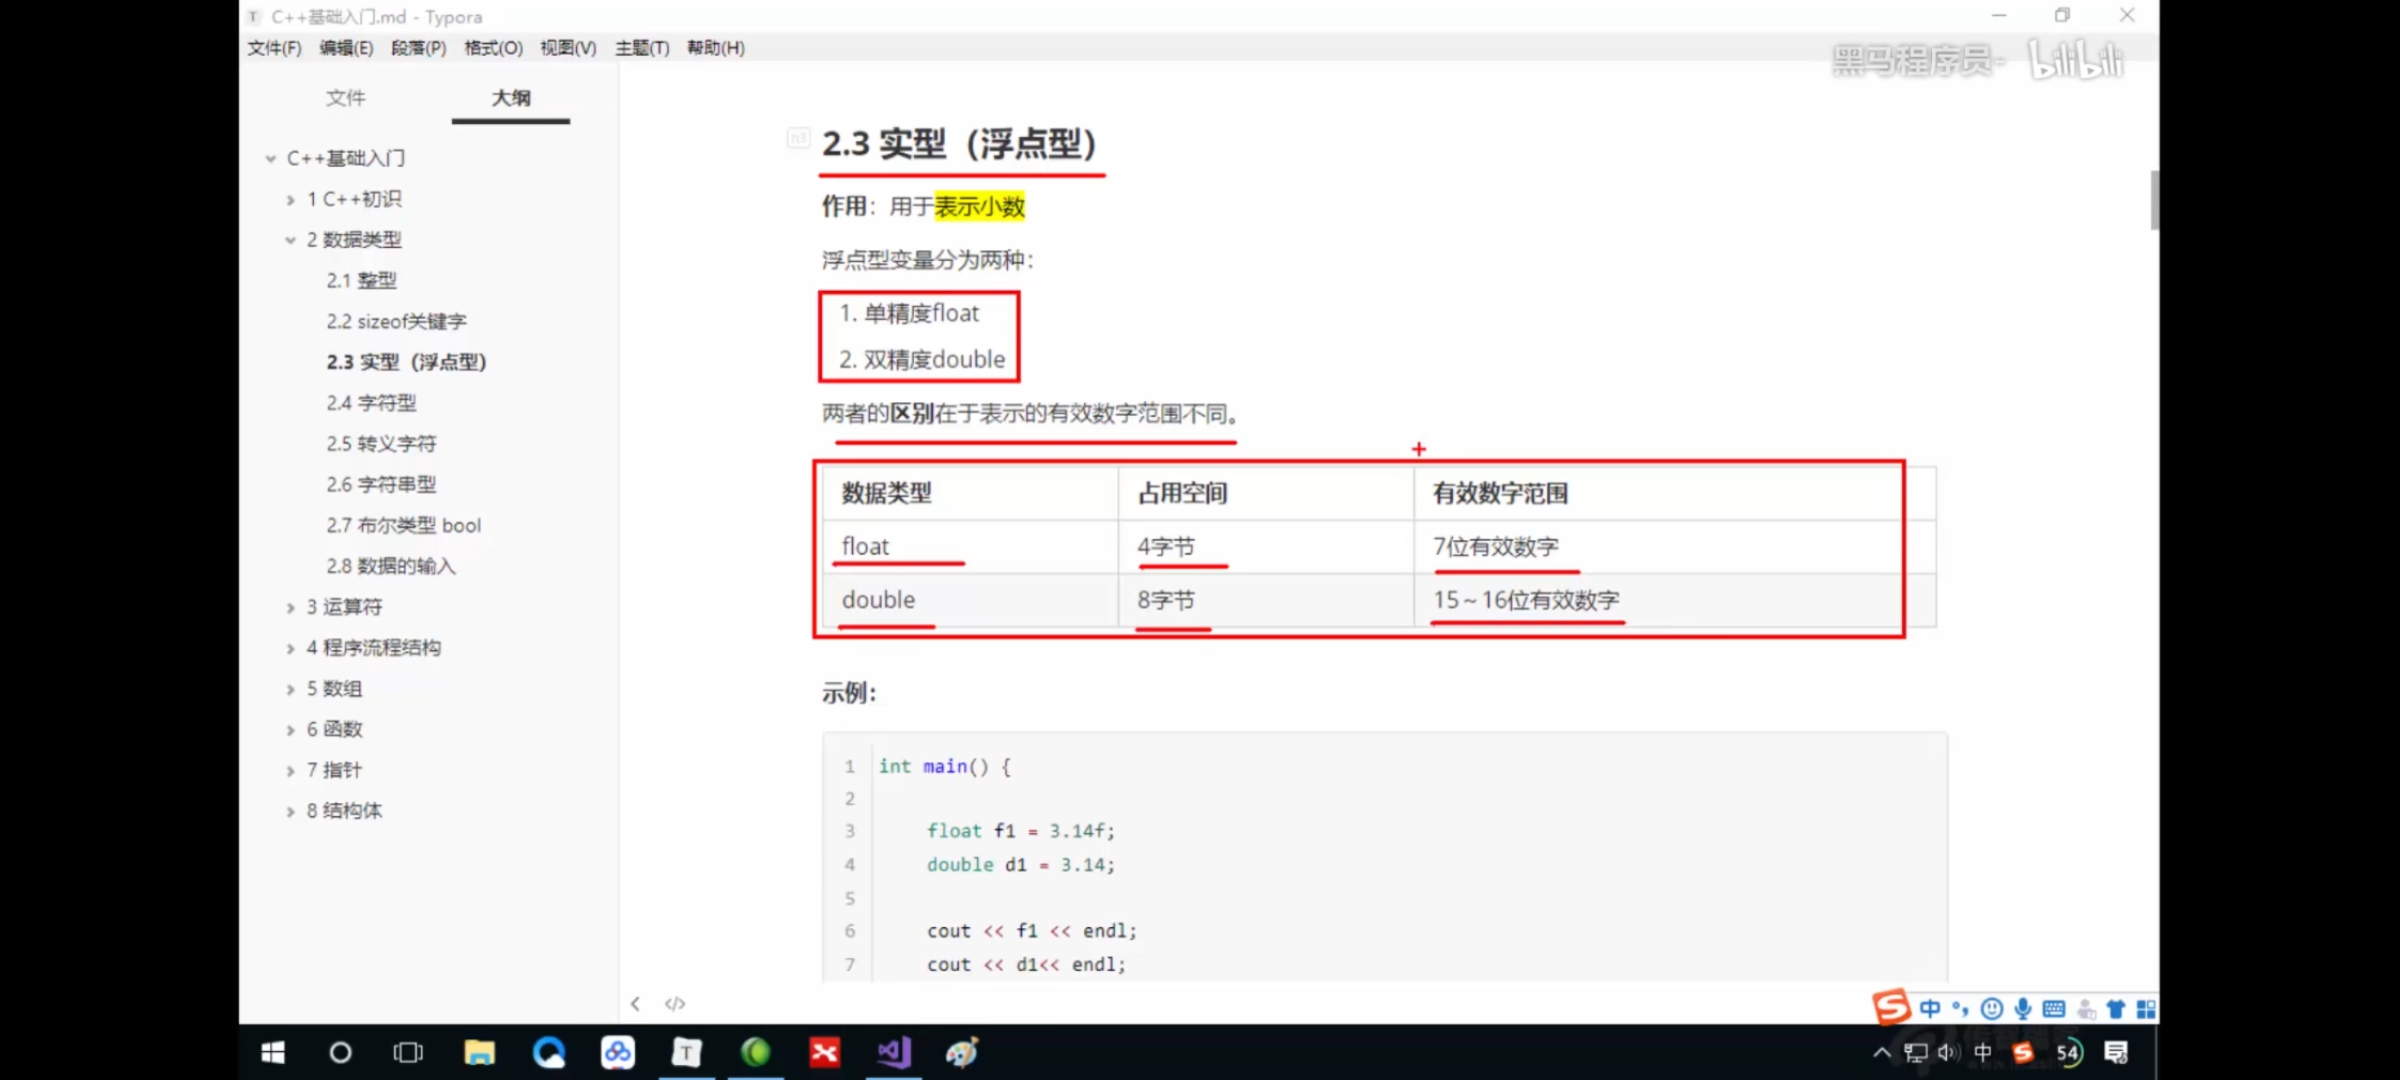 C++基础入门.md - Typora
文件(F) 编辑(E) 段落(P) 格式(O) 视图(V) 主题(T) 帮助(H)
黑马程序员- bilibili
文件 大纲
C++基础入门
1 C++初识
2 数据类型
2.1 整型
2.2 sizeof关键字
2.3 实型（浮点型）
2.4 字符型
2.5 转义字符
2.6 字符串型
2.7 布尔类型 bool
2.8 数据的输入
3 运算符
4 程序流程结构
5 数组
6 函数
7 指针
8 结构体
h3
2.3 实型（浮点型）
作用：用于表示小数
浮点型变量分为两种：
1. 单精度float
2. 双精度double
两者的区别在于表示的有效数字范围不同。
数据类型 占用空间 有效数字范围
float 4字节 7位有效数字
double 8字节 15～16位有效数字
示例：
1 int main() {
2
3 float f1 = 3.14f;
4 double d1 = 3.14;
5
6 cout << f1 << endl;
7 cout << d1<< endl;
中
中 54